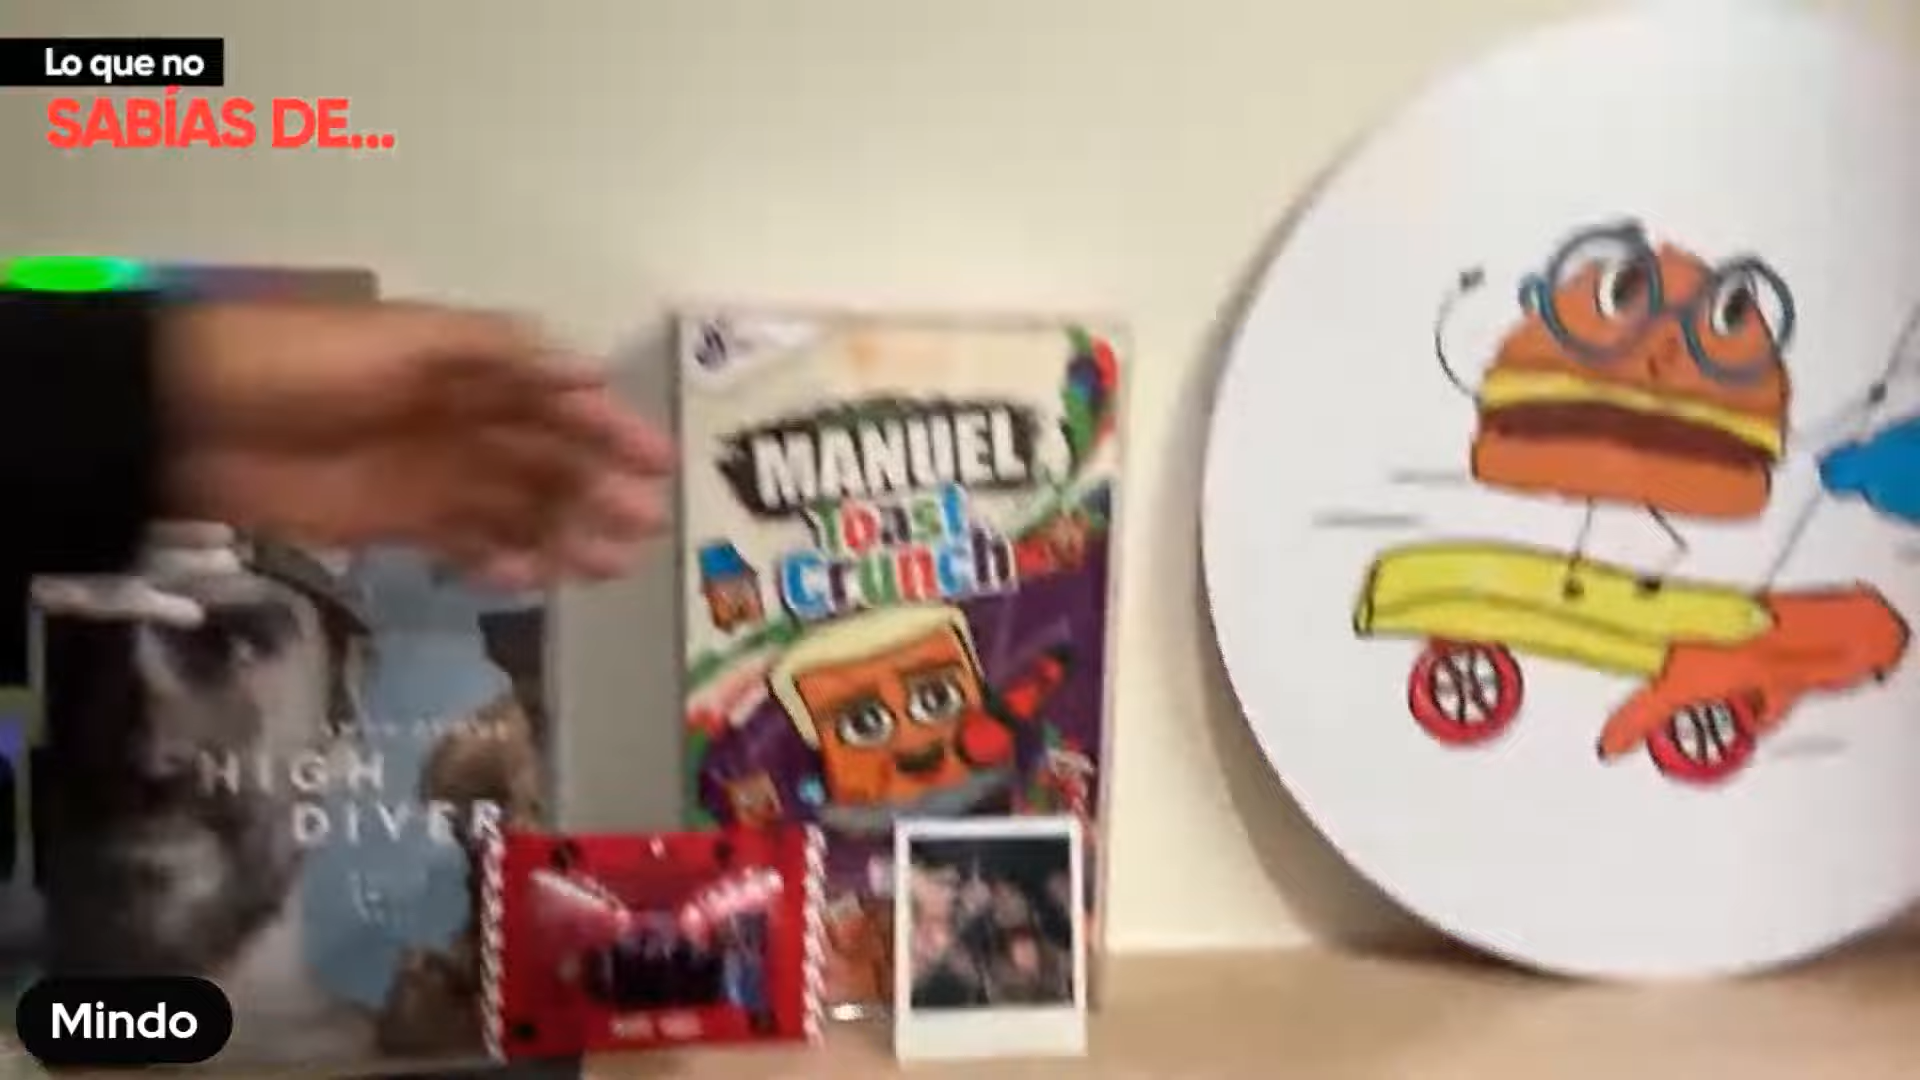 Lo que no
SABÍAS DE...
MANUEL
TOAST
CRUNCH
HIGH
DIVER
Mindo